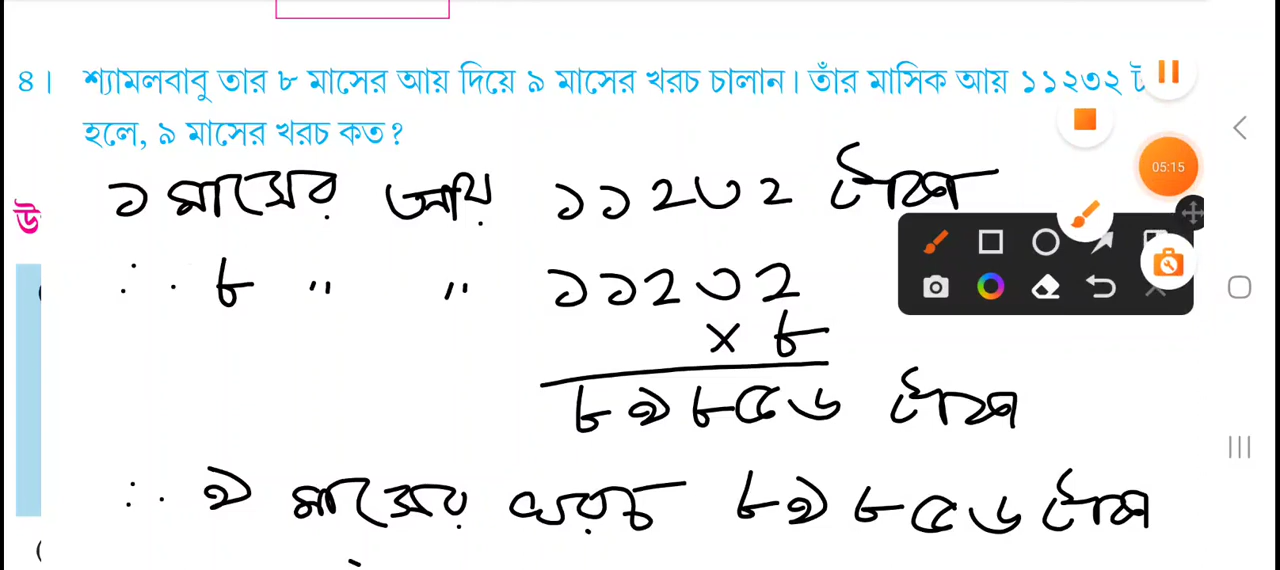 ৪। শ্যামলবাবু তার ৮ মাসের আয় দিয়ে ৯ মাসের খরচ চালান। তাঁর মাসিক আয় ১১২৩২ ট
হলে, ৯ মাসের খরচ কত?
05:15
উ
১ মাসের আয় ১১২৩২ টাকা
∴ ৮ " " ১১২৩২
× ৮
৮৯৮৫৬ টাকা
∴ ৯ মাসের খরচ ৮৯৮৫৬ টাকা
(